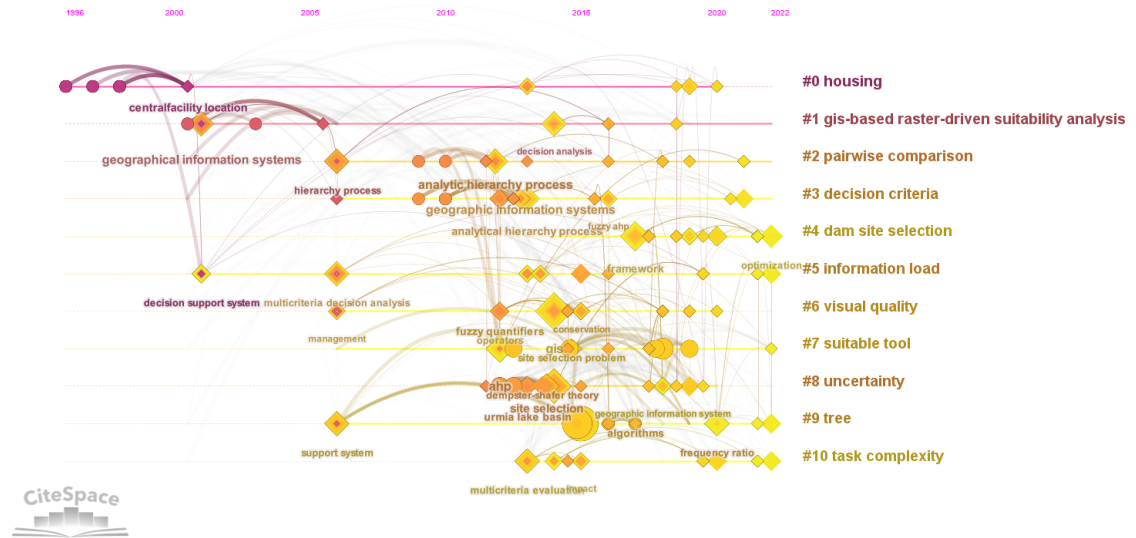 1996 2000 2005 2010 2015 2020 2022
#0 housing
centralfacility location
#1 gis-based raster-driven suitability analysis
geographical information systems
decision analysis
#2 pairwise comparison
hierarchy process
analytic hierarchy process
#3 decision criteria
geographic information systems
analytical hierarchy process
fuzzy ahp
#4 dam site selection
framework
optimization
#5 information load
decision support system
multicriteria decision analysis
#6 visual quality
management
fuzzy quantifiers
conservation
operators
gis
#7 suitable tool
site selection problem
ahp
#8 uncertainty
dempster-shafer theory
site selection
urmia lake basin
geographic information system
#9 tree
algorithms
support system
frequency ratio
#10 task complexity
multicriteria evaluation
impact
CiteSpace